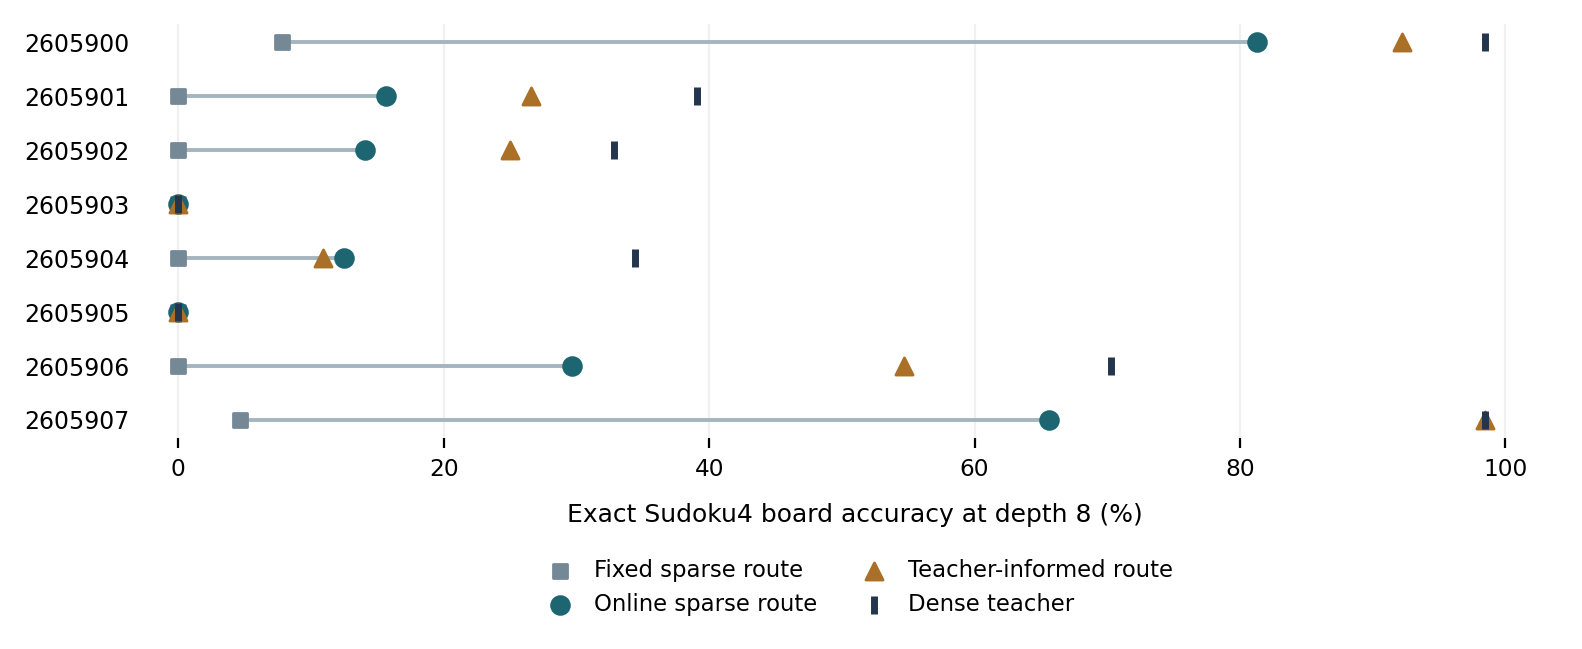 2605900
2605901
2605902
2605903
2605904
2605905
2605906
2605907
0 20 40 60 80 100
Exact Sudoku4 board accuracy at depth 8 (%)
Fixed sparse route Teacher-informed route
Online sparse route Dense teacher